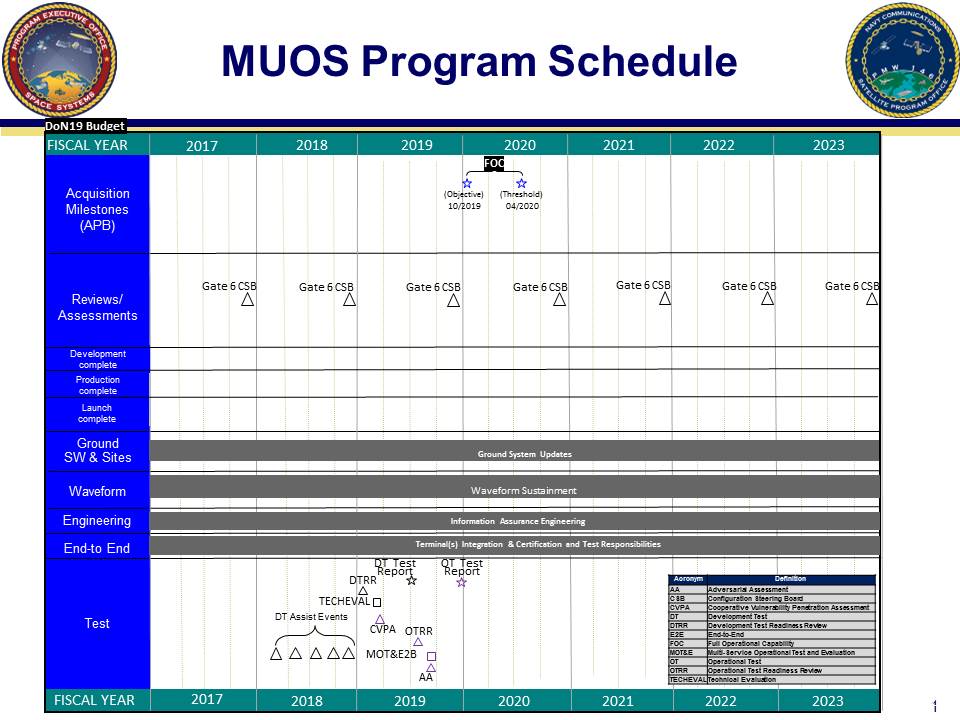 PROGRAM EXECUTIVE OFFICE
SPACE SYSTEMS
MUOS Program Schedule
NAVY COMMUNICATIONS
PMW 146
SATELLITE PROGRAM OFFICE
DoN19 Budget
FISCAL YEAR 2017 2018 2019 2020 2021 2022 2023
FOC
Acquisition
Milestones
(APB)
(Objective) (Threshold)
10/2019 04/2020
Reviews/
Assessments
Gate 6 CSB Gate 6 CSB Gate 6 CSB Gate 6 CSB Gate 6 CSB Gate 6 CSB Gate 6 CSB
Development
complete
Production
complete
Launch
complete
Ground
SW & Sites
Ground System Updates
Waveform
Waveform Sustainment
Engineering
Information Assurance Engineering
End-to End
Terminal(s) Integration & Certification and Test Responsibilities
Test
DT Test
Report
OT Test
Report
DTRR
TECHEVAL
DT Assist Events
CVPA
OTRR
MOT&E2B
AA
Acronym Definition
AA Adversarial Assessment
CSB Configuration Steering Board
CVPA Cooperative Vulnerability Penetration Assessment
DT Development Test
DTRR Development Test Readiness Review
E2E End-to-End
FOC Full Operational Capability
MOT&E Multi-Service Operational Test and Evaluation
OT Operational Test
OTRR Operational Test Readiness Review
TECHEVAL Technical Evaluation
FISCAL YEAR 2017 2018 2019 2020 2021 2022 2023
1